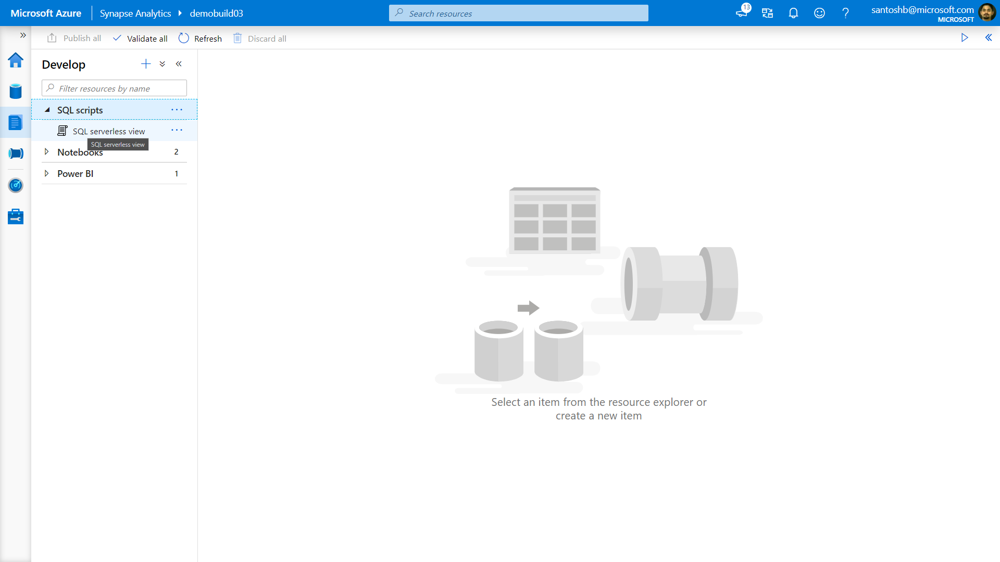 Microsoft Azure
Synapse Analytics
demobuild03
Search resources
13
santoshb@microsoft.com
MICROSOFT
Publish all
Validate all
Refresh
Discard all
Develop
Filter resources by name
SQL scripts
SQL serverless view
SQL serverless view
Notebooks
2
Power BI
1
Select an item from the resource explorer or
create a new item